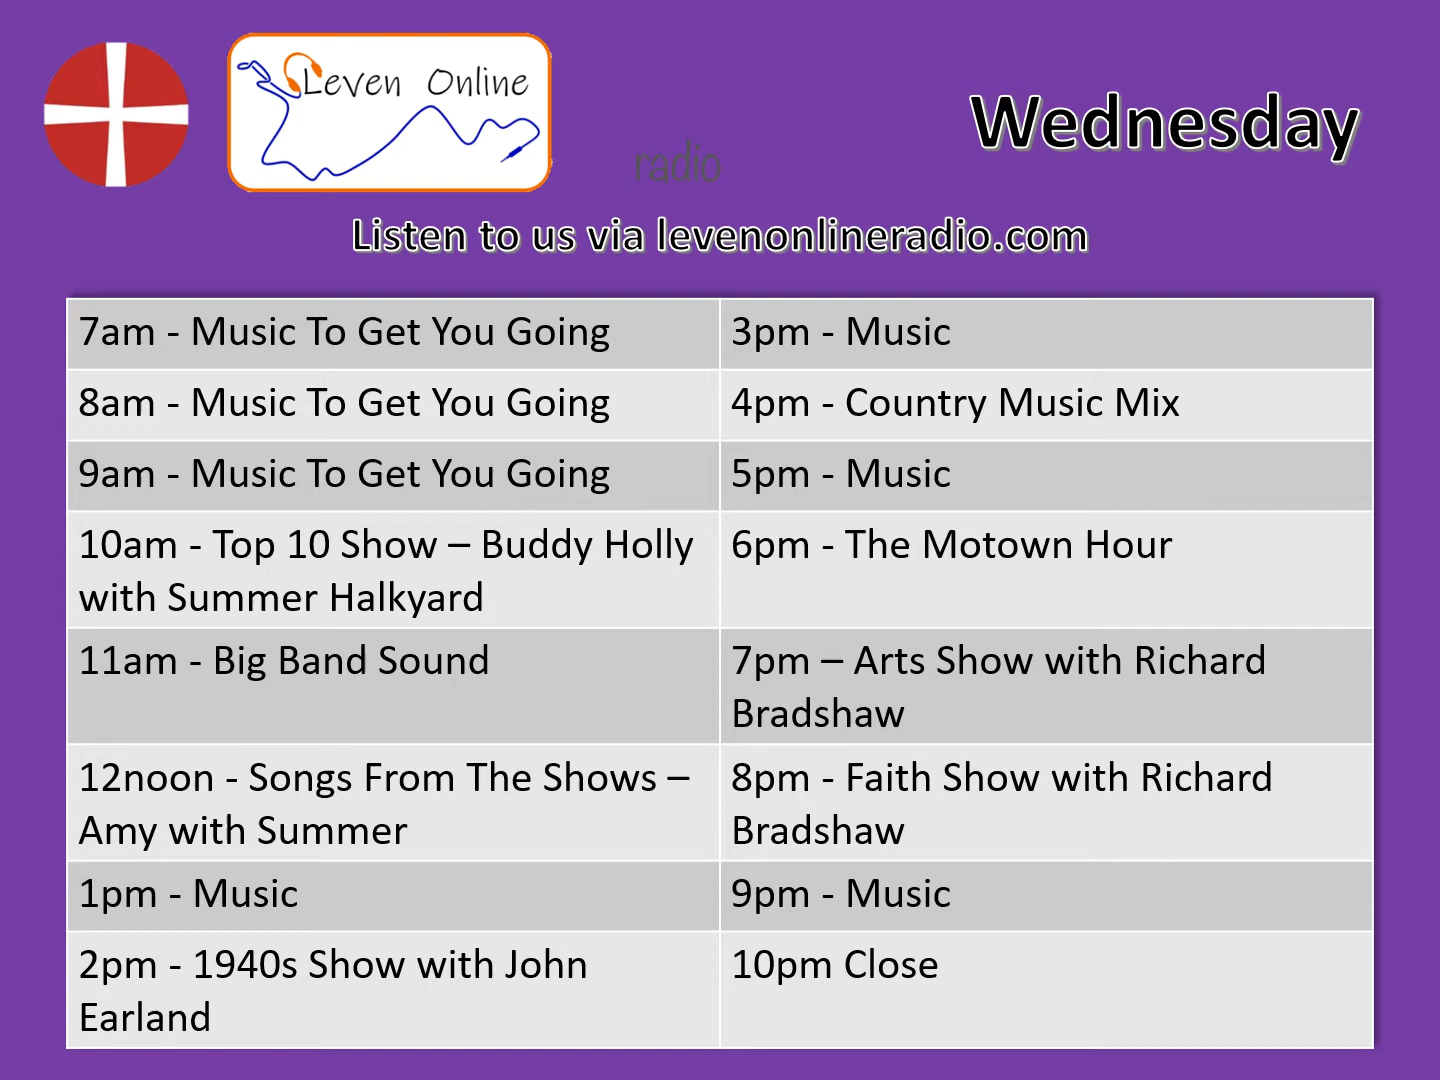 Leven Online
radio
Wednesday
Listen to us via levenonlineradio.com
7am - Music To Get You Going
8am - Music To Get You Going
9am - Music To Get You Going
10am - Top 10 Show – Buddy Holly
with Summer Halkyard
11am - Big Band Sound
12noon - Songs From The Shows –
Amy with Summer
1pm - Music
2pm - 1940s Show with John
Earland
3pm - Music
4pm - Country Music Mix
5pm - Music
6pm - The Motown Hour
7pm – Arts Show with Richard
Bradshaw
8pm - Faith Show with Richard
Bradshaw
9pm - Music
10pm Close